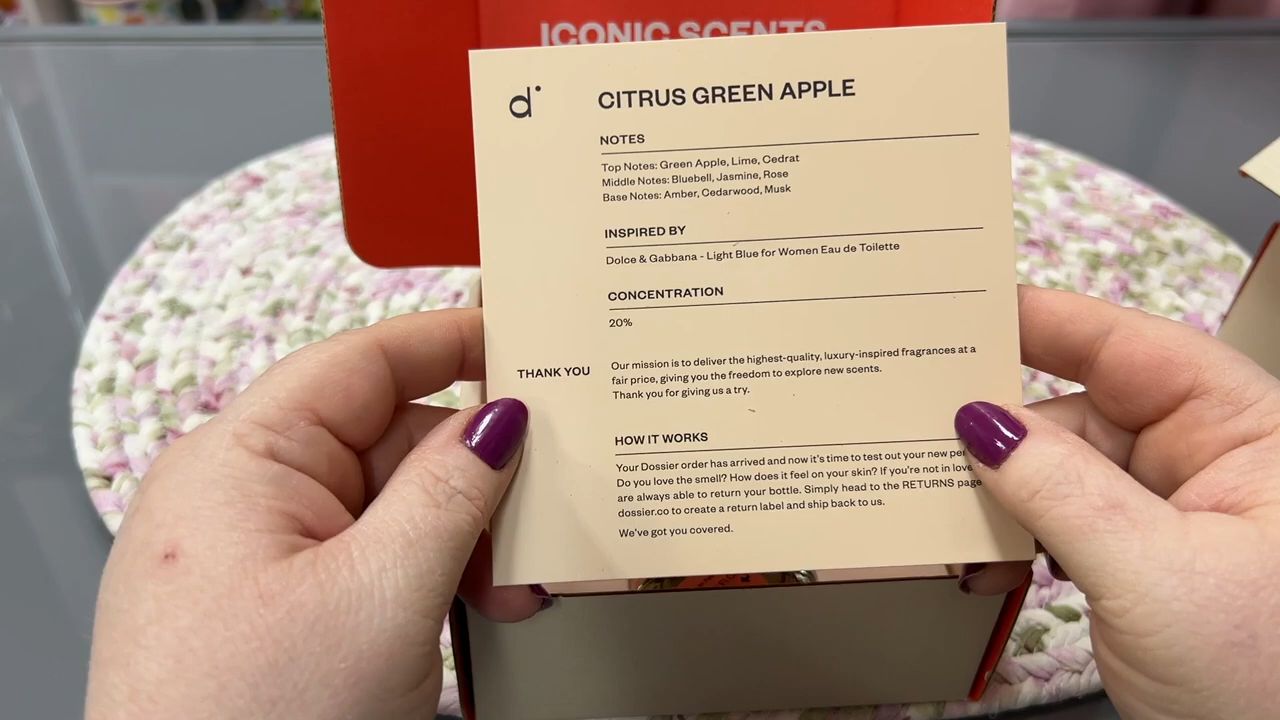 ICONIC SCENTS
d
CITRUS GREEN APPLE
NOTES
Top Notes: Green Apple, Lime, Cedrat
Middle Notes: Bluebell, Jasmine, Rose
Base Notes: Amber, Cedarwood, Musk
INSPIRED BY
Dolce & Gabbana - Light Blue for Women Eau de Toilette
CONCENTRATION
20%
THANK YOU
Our mission is to deliver the highest-quality, luxury-inspired fragrances at a
fair price, giving you the freedom to explore new scents.
Thank you for giving us a try.
HOW IT WORKS
Your Dossier order has arrived and now it's time to test out your new
Do you love the smell? How does it feel on your skin? If you're not in love
are always able to return your bottle. Simply head to the RETURNS page
dossier.co to create a return label and ship back to us.
We've got you covered.